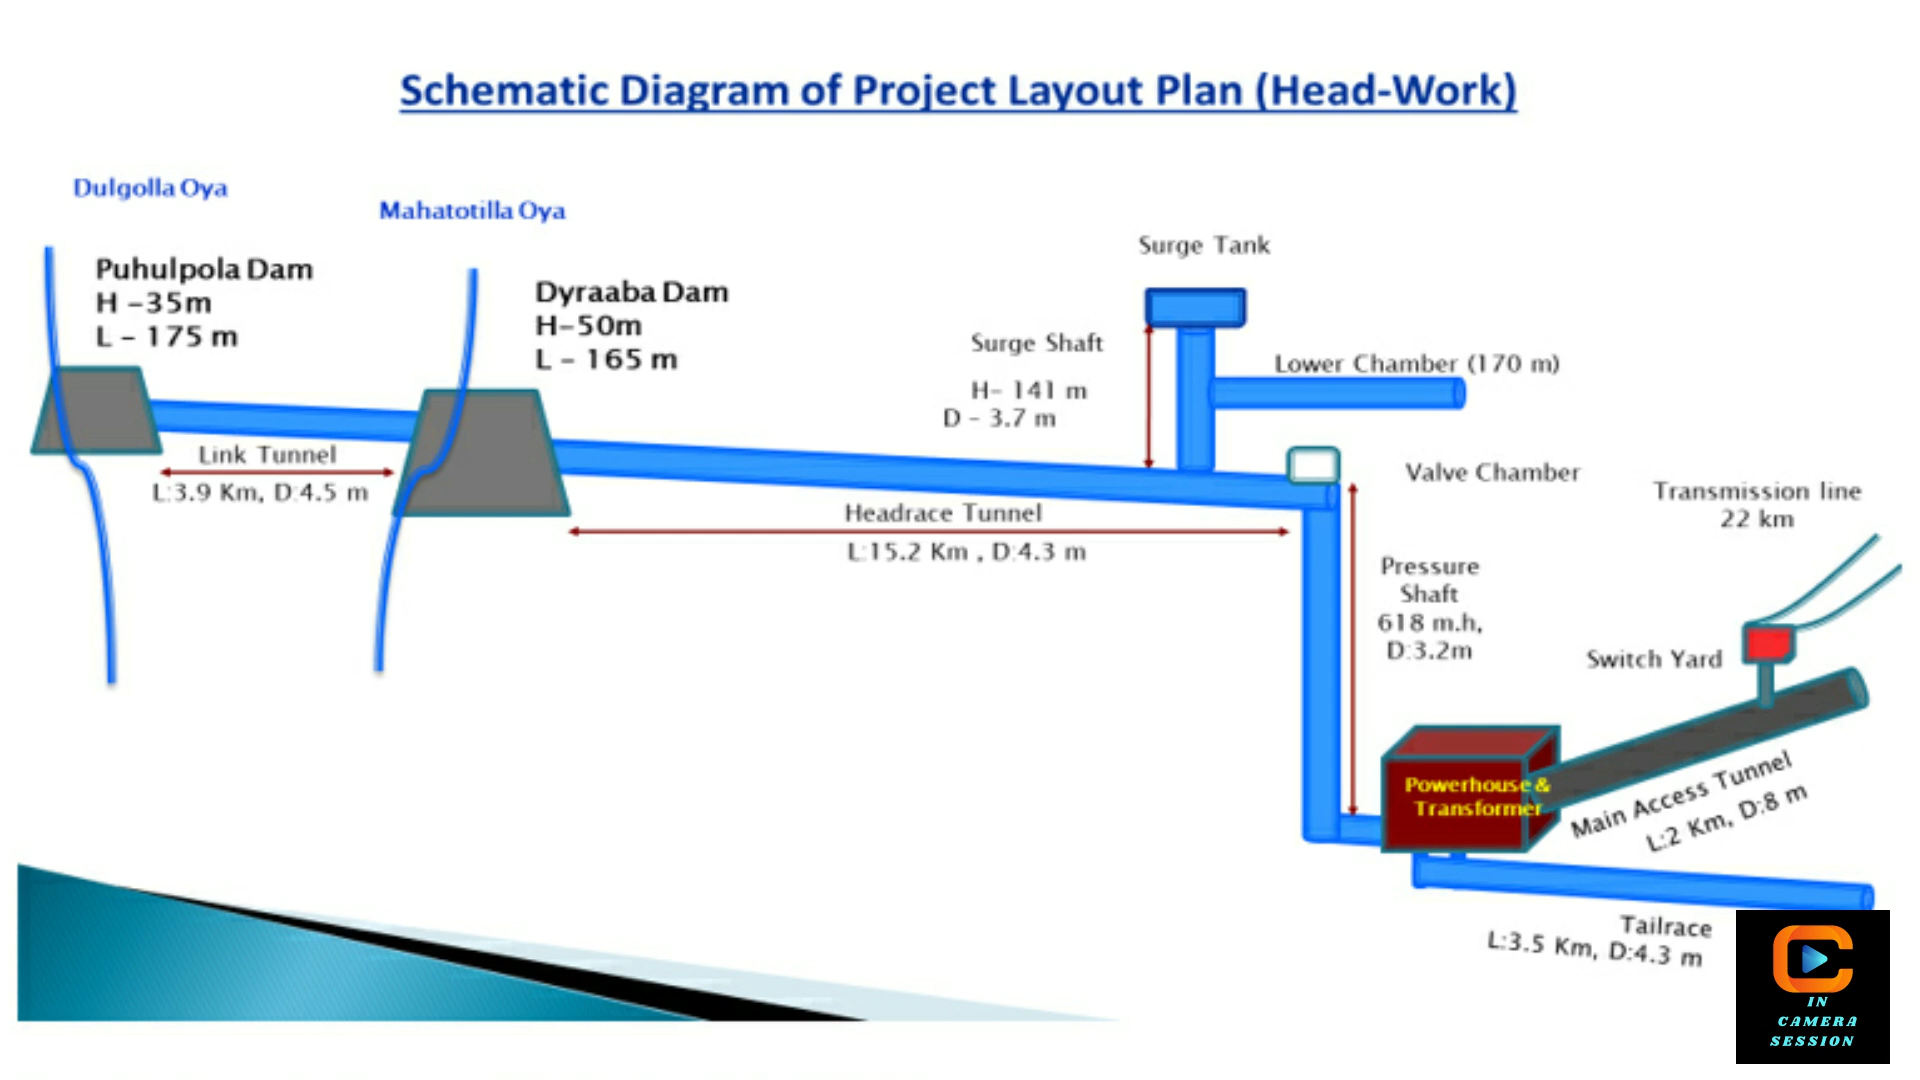 Schematic Diagram of Project Layout Plan (Head-Work)
Dulgolla Oya
Mahatotilla Oya
Puhulpola Dam
H -35m
L - 175 m
Dyraaba Dam
H-50m
L - 165 m
Surge Tank
Surge Shaft
H- 141 m
D - 3.7 m
Lower Chamber (170 m)
Link Tunnel
L:3.9 Km, D:4.5 m
Valve Chamber
Headrace Tunnel
L:15.2 Km , D:4.3 m
Transmission line
22 km
Pressure
Shaft
618 m.h,
D:3.2m
Switch Yard
Powerhouse &
Transformer
Main Access Tunnel
L:2 Km, D:8 m
Tailrace
L:3.5 Km, D:4.3 m
IN
CAMERA
SESSION